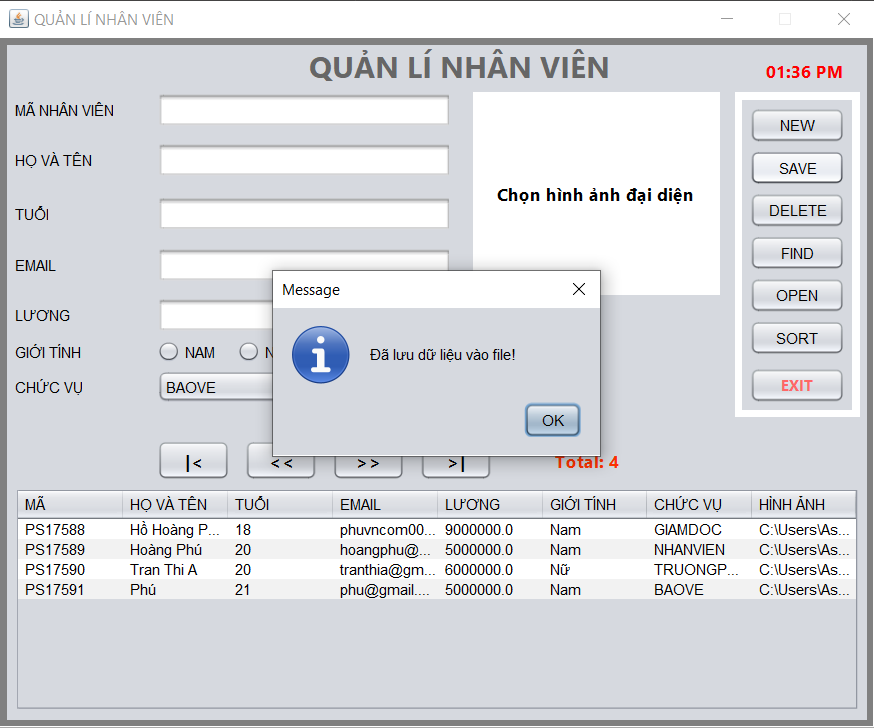 QUẢN LÍ NHÂN VIÊN
QUẢN LÍ NHÂN VIÊN
01:36 PM
MÃ NHÂN VIÊN
HỌ VÀ TÊN
TUỔI
EMAIL
LƯƠNG
GIỚI TÍNH
NAM
N
CHỨC VỤ
BAOVE
Chọn hình ảnh đại diện
NEW
SAVE
DELETE
FIND
OPEN
SORT
EXIT
Message
Đã lưu dữ liệu vào file!
OK
|<
<<
>>
>|
Total: 4
MÃ HỌ VÀ TÊN TUỔI EMAIL LƯƠNG GIỚI TÍNH CHỨC VỤ HÌNH ẢNH
PS17588 Hồ Hoàng P... 18 phuvncom00... 9000000.0 Nam GIAMDOC C:\Users\As...
PS17589 Hoàng Phú 20 hoangphu@... 5000000.0 Nam NHANVIEN C:\Users\As...
PS17590 Tran Thi A 20 tranthia@gm... 6000000.0 Nữ TRUONGP... C:\Users\As...
PS17591 Phú 21 phu@gmail.... 5000000.0 Nam BAOVE C:\Users\As...